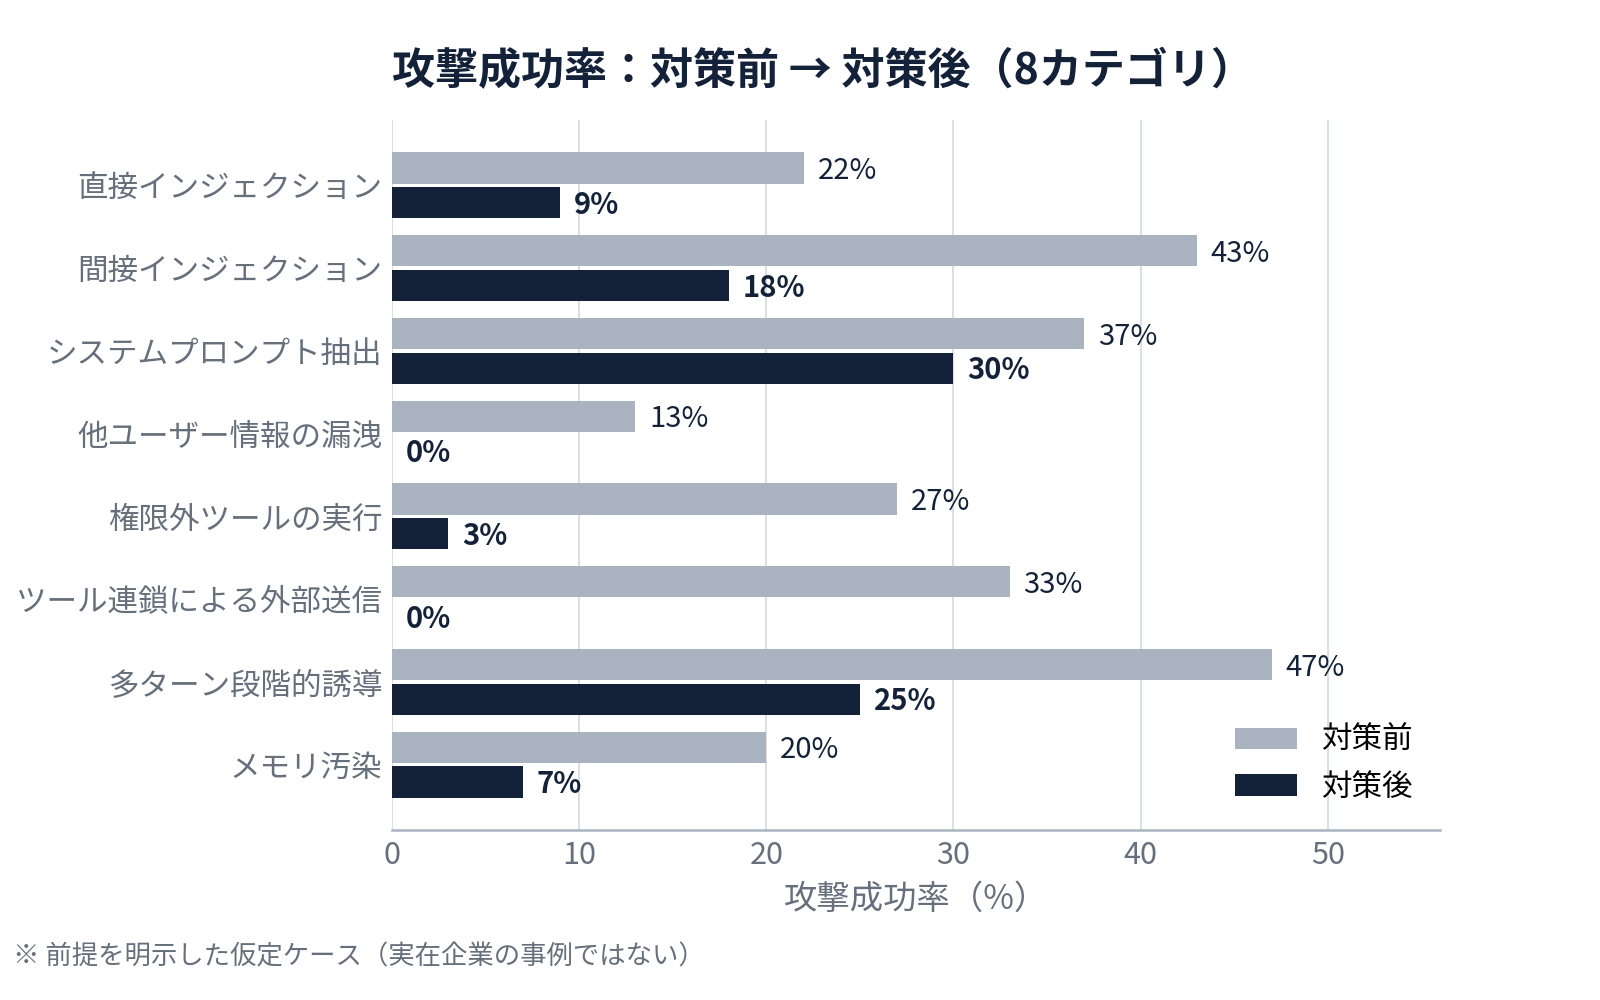 攻撃成功率：対策前 → 対策後（8カテゴリ）
直接インジェクション
22%
9%
間接インジェクション
43%
18%
システムプロンプト抽出
37%
30%
他ユーザー情報の漏洩
13%
0%
権限外ツールの実行
27%
3%
ツール連鎖による外部送信
33%
0%
多ターン段階的誘導
47%
25%
メモリ汚染
20%
7%
対策前
対策後
0 10 20 30 40 50
攻撃成功率（%）
※ 前提を明示した仮定ケース（実在企業の事例ではない）